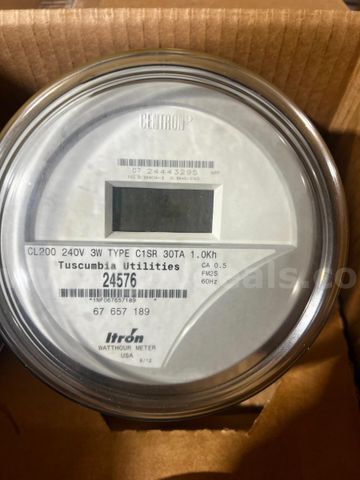 CENTRON®
07 24443295
CL200 240V 3W TYPE C1SR 30TA 1.0Kh
Tuscumbia Utilities
24576
CA 0.5
FM2S
60Hz
*INF067657189 *
67 657 189
Itron
WATTHOUR METER
USA